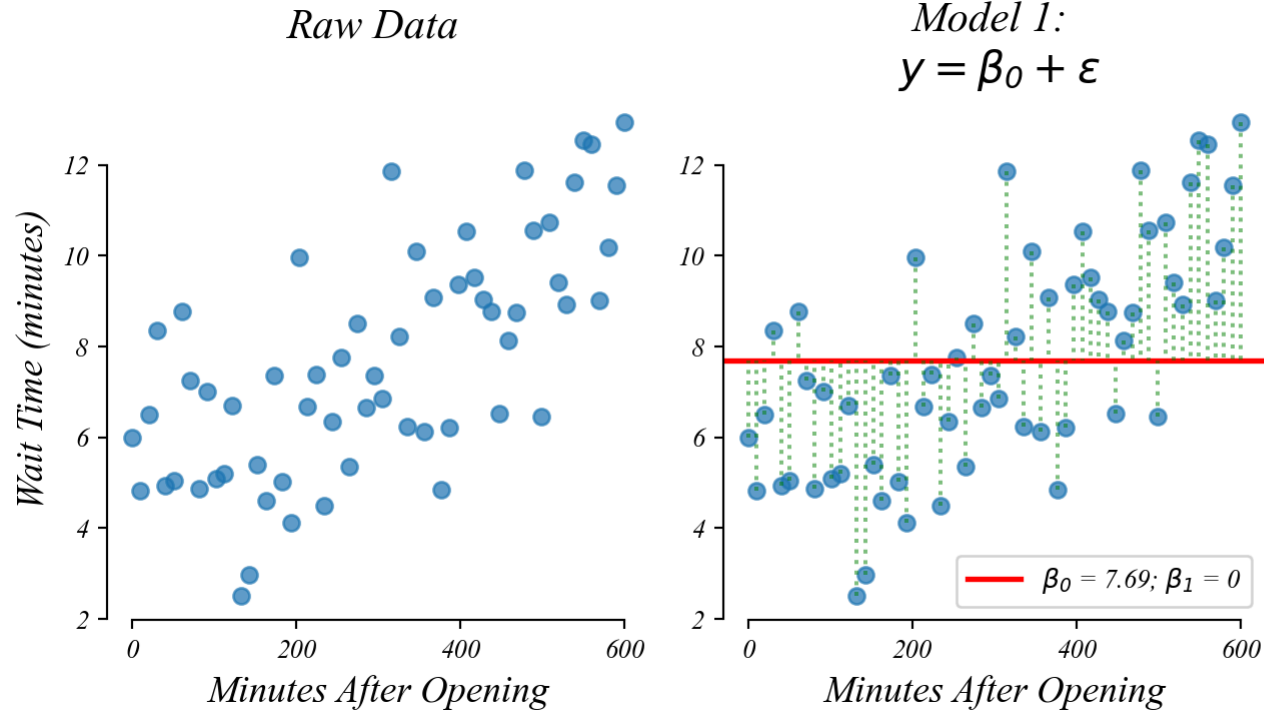 Raw Data
Model 1:
y = β₀ + ε
Wait Time (minutes)
12
10
8
6
4
2
0
200
400
600
Minutes After Opening
12
10
8
6
4
2
β₀ = 7.69; β₁ = 0
0
200
400
600
Minutes After Opening